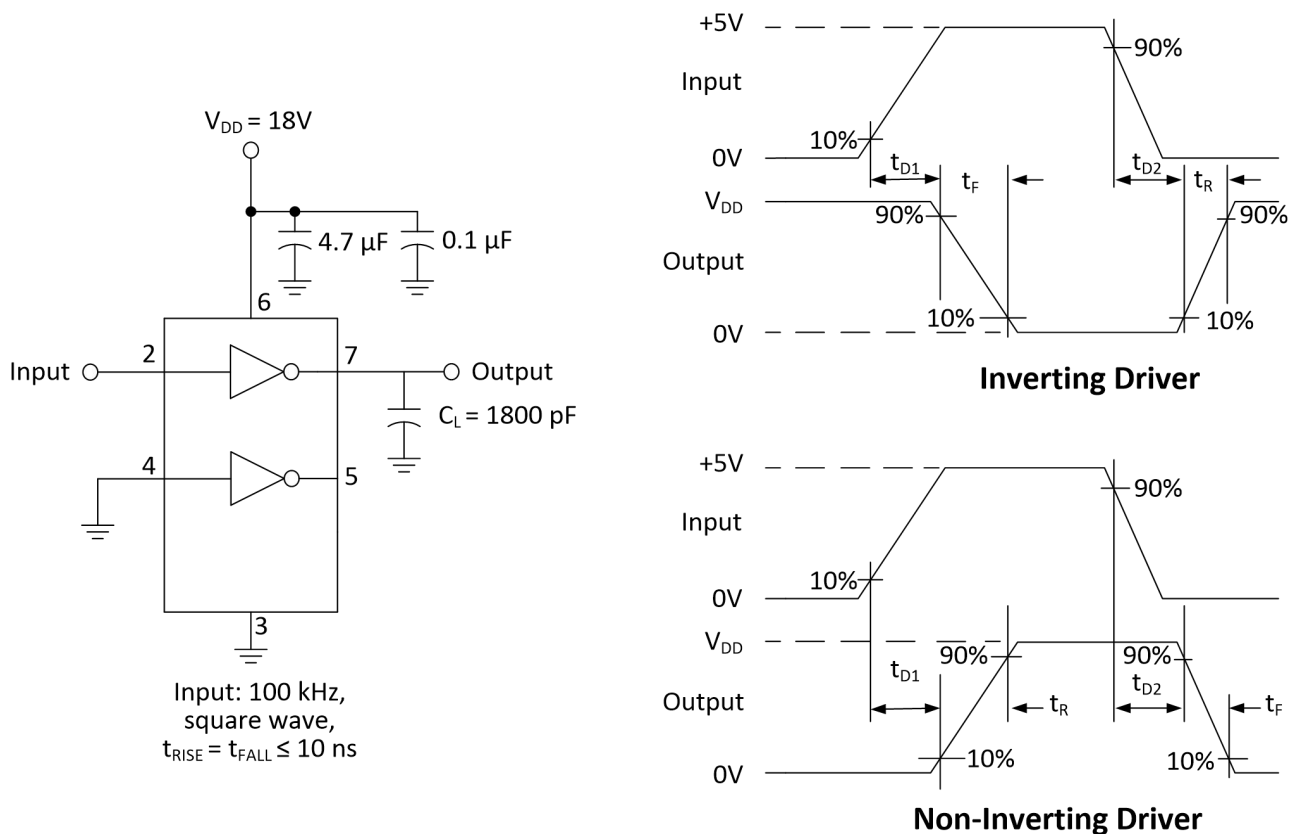 V_DD = 18V
4.7 µF
0.1 µF
6
2
7
Input
Output
C_L = 1800 pF
4
5
3
Input: 100 kHz,
square wave,
t_RISE = t_FALL ≤ 10 ns
+5V
90%
Input
10%
0V
t_D1
t_D2
t_F
t_R
V_DD
90%
90%
Output
10%
10%
0V
Inverting Driver
+5V
90%
Input
10%
0V
V_DD
t_D1
90%
90%
t_D2
Output
t_R
t_F
10%
10%
0V
Non-Inverting Driver